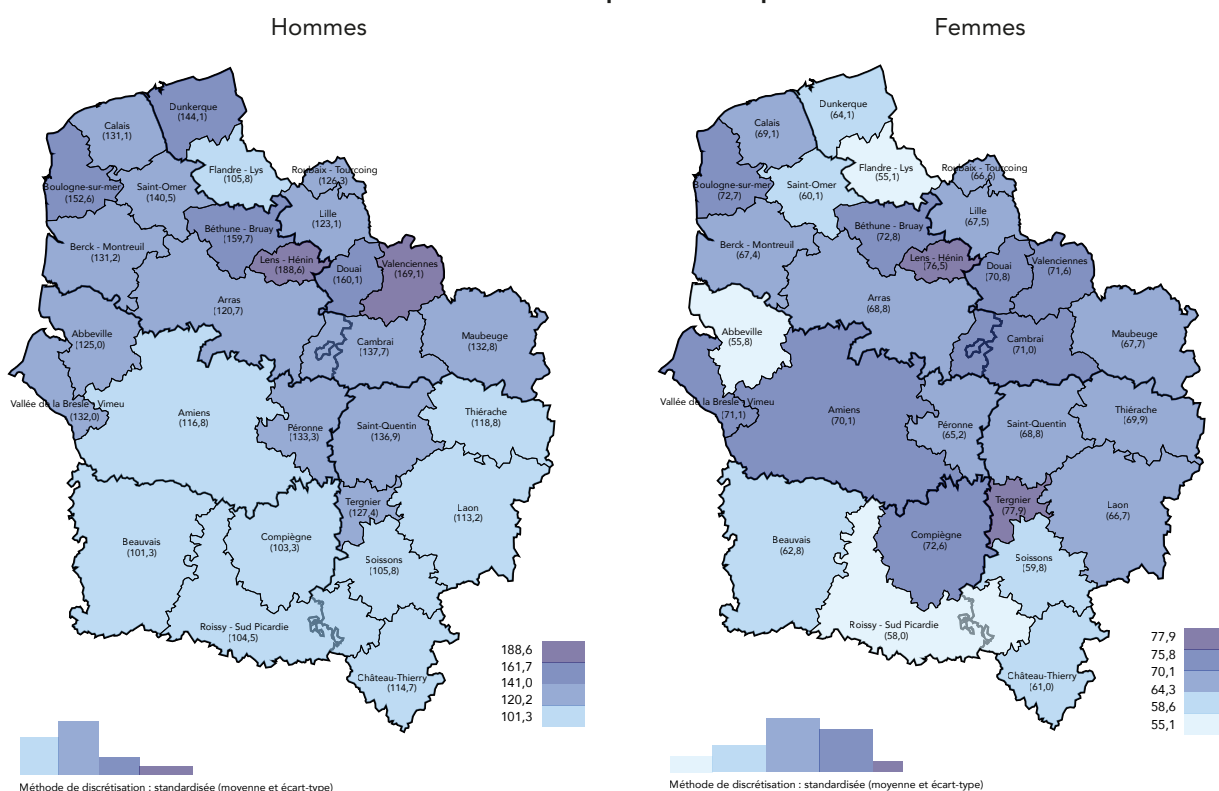 Hommes
Dunkerque
(144,1)
Calais
(131,1)
Flandre - Lys
(105,8)
Roubaix - Tourcoing
(126,3)
Boulogne-sur-mer
(152,6)
Saint-Omer
(140,5)
Lille
(123,1)
Béthune - Bruay
(159,7)
Berck - Montreuil
(131,2)
Lens - Hénin
(188,6)
Douai
(160,1)
Valenciennes
(169,1)
Arras
(120,7)
Abbeville
(125,0)
Cambrai
(137,7)
Maubeuge
(132,8)
Vallée de la Bresle - Vimeu
(132,0)
Amiens
(116,8)
Péronne
(133,3)
Saint-Quentin
(136,9)
Thiérache
(118,8)
Tergnier
(127,4)
Laon
(113,2)
Beauvais
(101,3)
Compiègne
(103,3)
Soissons
(105,8)
Roissy - Sud Picardie
(104,5)
Château-Thierry
(114,7)
188,6
161,7
141,0
120,2
101,3
Méthode de discrétisation : standardisée (moyenne et écart-type)
Femmes
Dunkerque
(64,1)
Calais
(69,1)
Flandre - Lys
(55,1)
Roubaix - Tourcoing
(66,6)
Boulogne-sur-mer
(72,7)
Saint-Omer
(60,1)
Lille
(67,5)
Béthune - Bruay
(72,8)
Berck - Montreuil
(67,4)
Lens - Hénin
(76,5)
Douai
(70,8)
Valenciennes
(71,6)
Arras
(68,8)
Abbeville
(55,8)
Cambrai
(71,0)
Maubeuge
(67,7)
Vallée de la Bresle - Vimeu
(71,1)
Amiens
(70,1)
Péronne
(65,2)
Saint-Quentin
(68,8)
Thiérache
(69,9)
Tergnier
(77,9)
Laon
(66,7)
Beauvais
(62,8)
Compiègne
(72,6)
Soissons
(59,8)
Roissy - Sud Picardie
(58,0)
Château-Thierry
(61,0)
77,9
75,8
70,1
64,3
58,6
55,1
Méthode de discrétisation : standardisée (moyenne et écart-type)